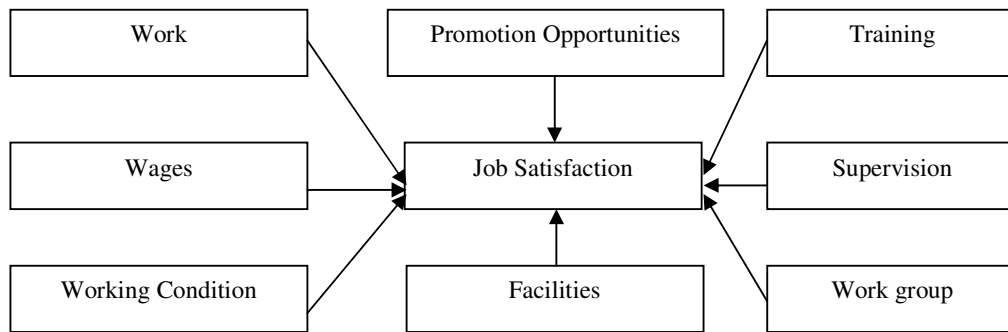 Work
Promotion Opportunities
Training
Wages
Job Satisfaction
Supervision
Working Condition
Facilities
Work group